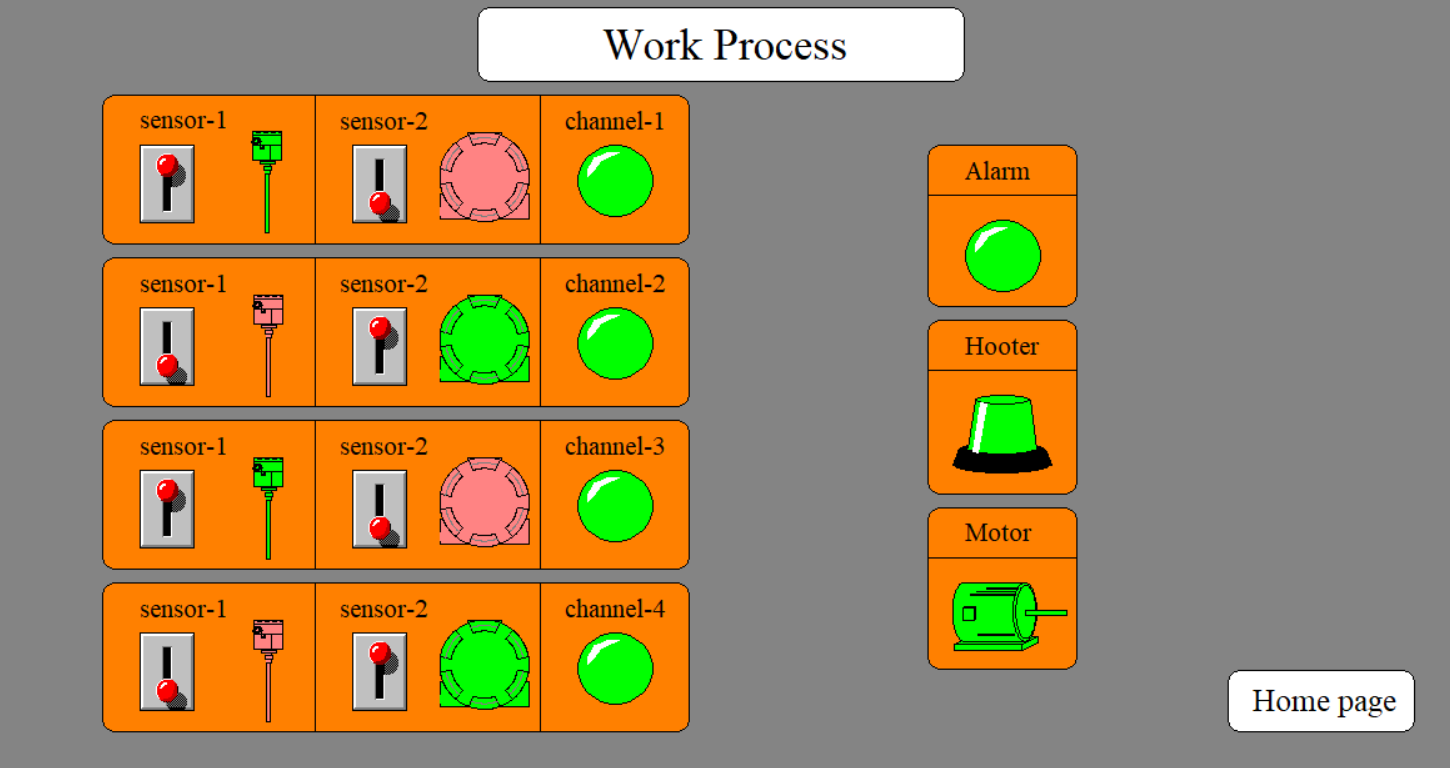 Work Process
sensor-1
sensor-2
channel-1
sensor-1
sensor-2
channel-2
sensor-1
sensor-2
channel-3
sensor-1
sensor-2
channel-4
Alarm
Hooter
Motor
Home page